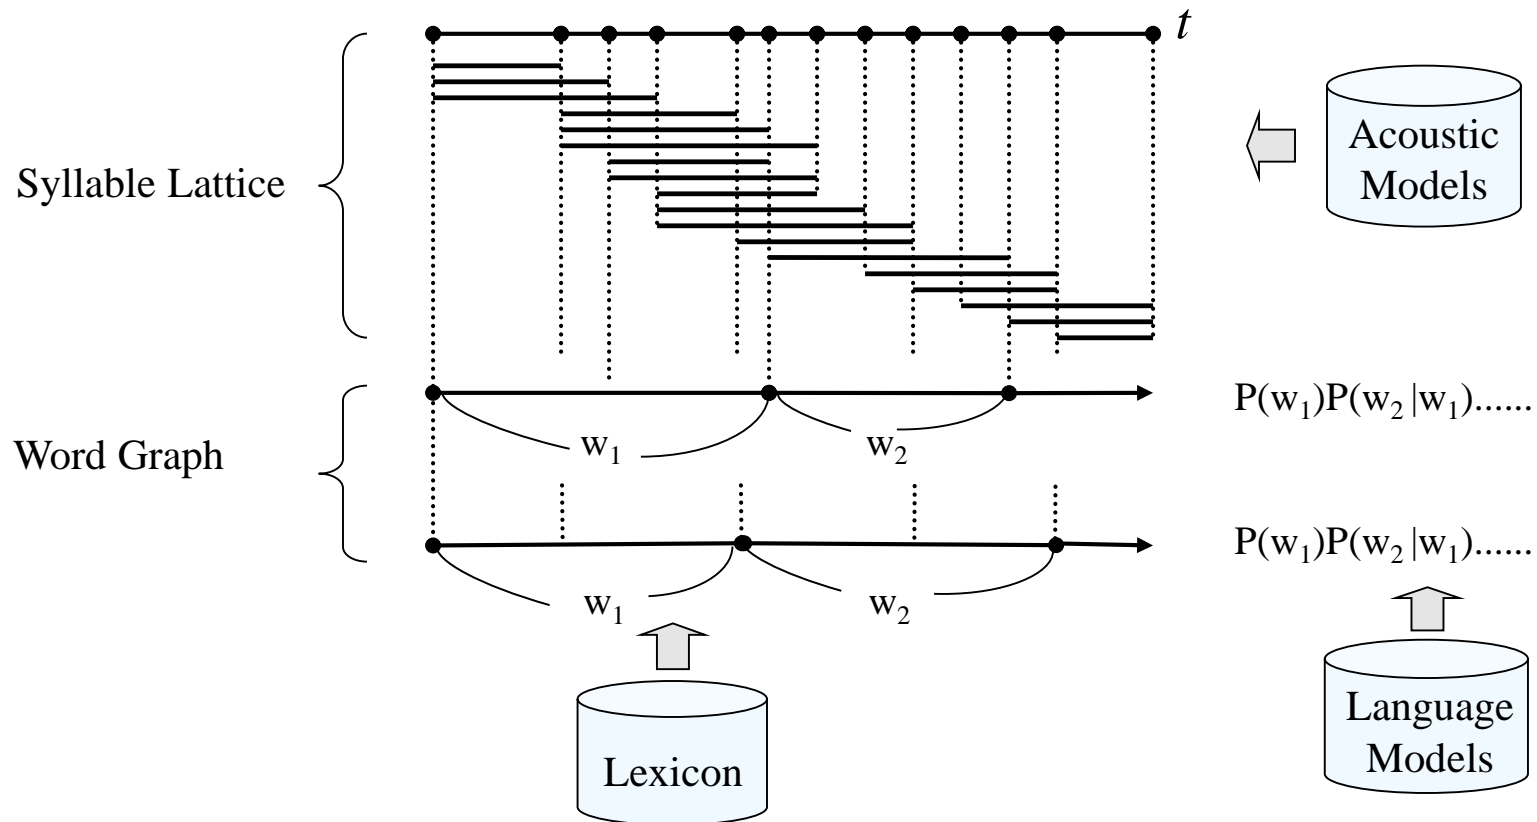 t
Acoustic
Models
Syllable Lattice
P(w₁)P(w₂|w₁)......
w₁
w₂
Word Graph
P(w₁)P(w₂|w₁)......
w₁
w₂
Language
Models
Lexicon